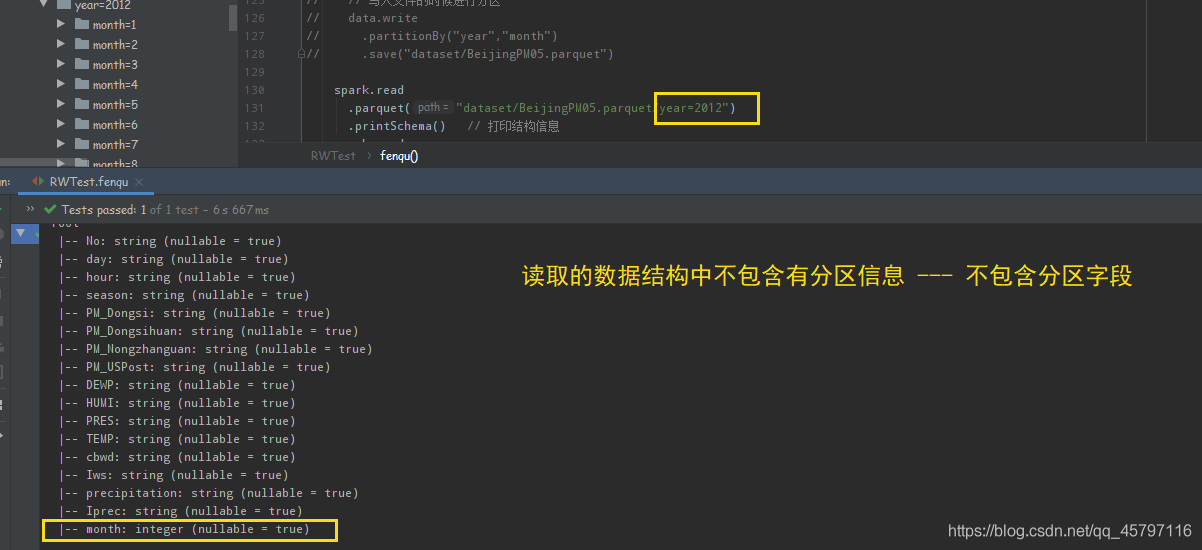 year=2012
month=1
month=2
month=3
month=4
month=5
month=6
month=7
month=8
125 // // 写入文件的时候进行分区
126 // data.write
127 // .partitionBy("year","month")
128 // .save("dataset/BeijingPM05.parquet")
129
130 spark.read
131 .parquet( path = "dataset/BeijingPM05.parquet/year=2012")
132 .printSchema() // 打印结构信息
RWTest > fenqu()
RWTest.fenqu ×
>> Tests passed: 1 of 1 test – 6 s 667 ms
root
|-- No: string (nullable = true)
|-- day: string (nullable = true)
|-- hour: string (nullable = true)
|-- season: string (nullable = true)
|-- PM_Dongsi: string (nullable = true)
|-- PM_Dongsihuan: string (nullable = true)
|-- PM_Nongzhanguan: string (nullable = true)
|-- PM_USPost: string (nullable = true)
|-- DEWP: string (nullable = true)
|-- HUMI: string (nullable = true)
|-- PRES: string (nullable = true)
|-- TEMP: string (nullable = true)
|-- cbwd: string (nullable = true)
|-- Iws: string (nullable = true)
|-- precipitation: string (nullable = true)
|-- Iprec: string (nullable = true)
|-- month: integer (nullable = true)
读取的数据结构中不包含有分区信息 --- 不包含分区字段
https://blog.csdn.net/qq_45797116